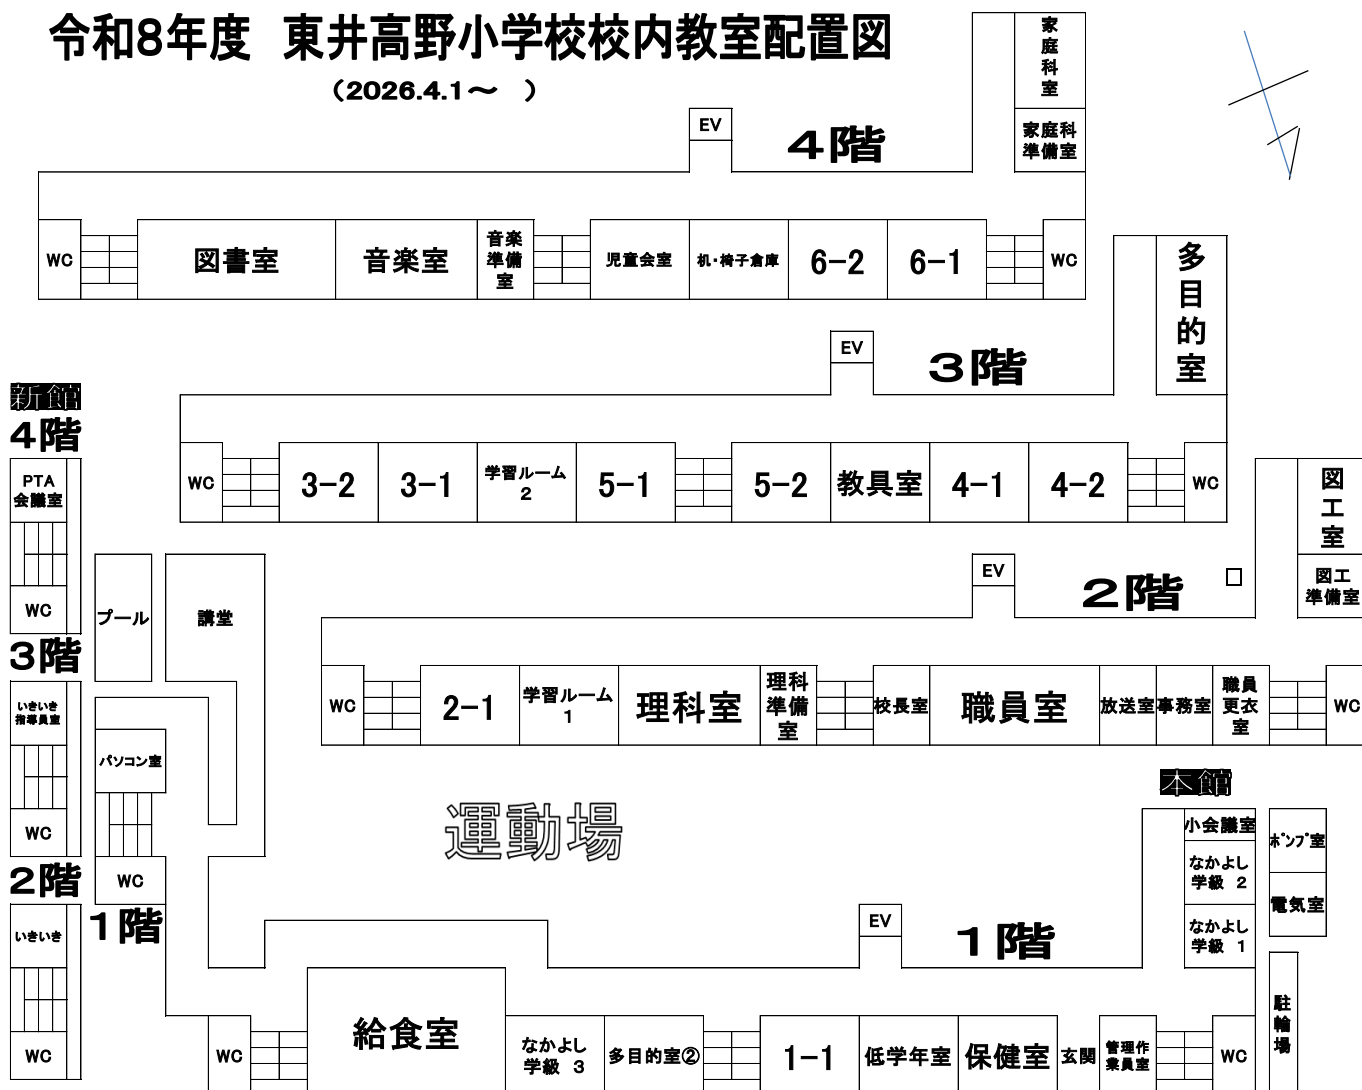 令和8年度　東井高野小学校校内教室配置図
（2026.4.1～　）
家庭科室
家庭科
準備室
EV
4階
WC
図書室
音楽室
音楽
準備
室
児童会室
机・椅子倉庫
6-2
6-1
WC
多目的室
EV
3階
WC
3-2
3-1
学習ルーム
2
5-1
5-2
教具室
4-1
4-2
WC
図工室
図工
準備室
EV
2階
WC
2-1
学習ルーム
1
理科室
理科
準備
室
校長室
職員室
放送室
事務室
職員
更衣
室
WC
新館
4階
PTA
会議室
WC
3階
いきいき
指導員室
WC
2階
いきいき
WC
プール
講堂
パソコン室
WC
1階
運動場
本館
小会議室
なかよし
学級 2
なかよし
学級 1
ポンプ室
電気室
駐輪場
EV
1階
WC
給食室
なかよし
学級 3
多目的室②
1-1
低学年室
保健室
玄関
管理作
業員室
WC